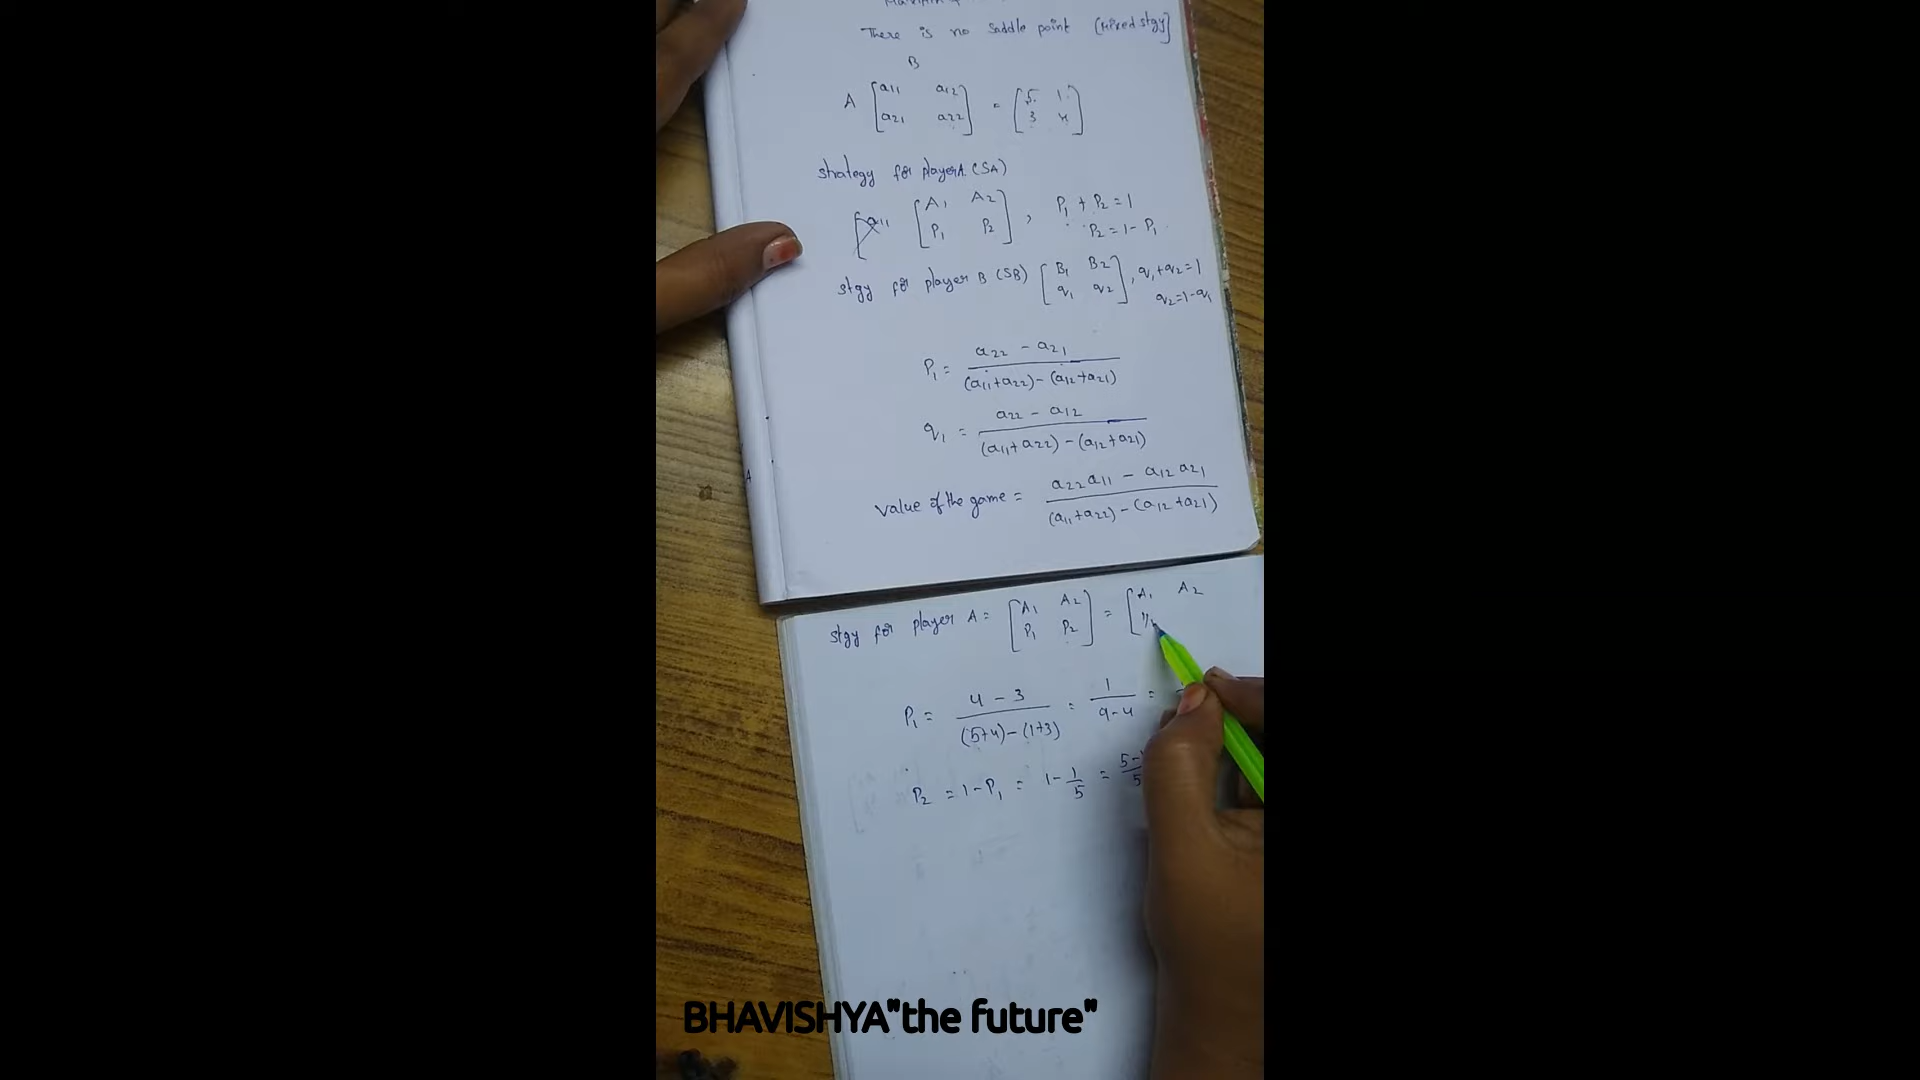 There is no saddle point (Mixed stgy]
B
A [a11 a12 a21 a22] = [5 1 3 4]
strategy for player A. (SA)
[a11 [A1 A2 P1 P2], P1 + P2 = 1
P2 = 1 - P1
stgy for player B (SB) [B1 B2 q1 q2], q1+q2=1
q2=1-q1
P1 = a22 - a21 / (a11+a22) - (a12+a21)
q1 = a22 - a12 / (a11+a22) - (a12+a21)
value of the game = a22 a11 - a12 a21 / (a11+a22) - (a12+a21)
stgy for player A = [A1 A2 P1 P2] = [A1 A2
P1 = 4 - 3 / (5+4) - (1+3) = 1 / 9-4 =
P2 = 1 - P1 = 1 - 1/5 = 5- / 5
BHAVISHYA"the future"